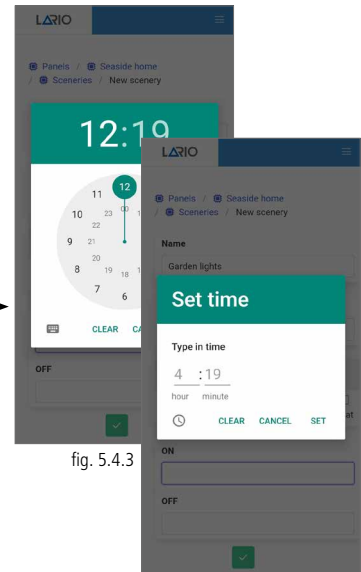 LARIO
Panels / Seaside home
/ Sceneries / New scenery
12:19
12
11
10
9
8
7
6
00
23
22
21
20
19
18
CLEAR
OFF
fig. 5.4.3
LARIO
Panels / Seaside home
/ Sceneries / New scenery
Name
Garden lights
Set time
Type in time
4 :19
hour minute
CLEAR CANCEL SET
ON
OFF